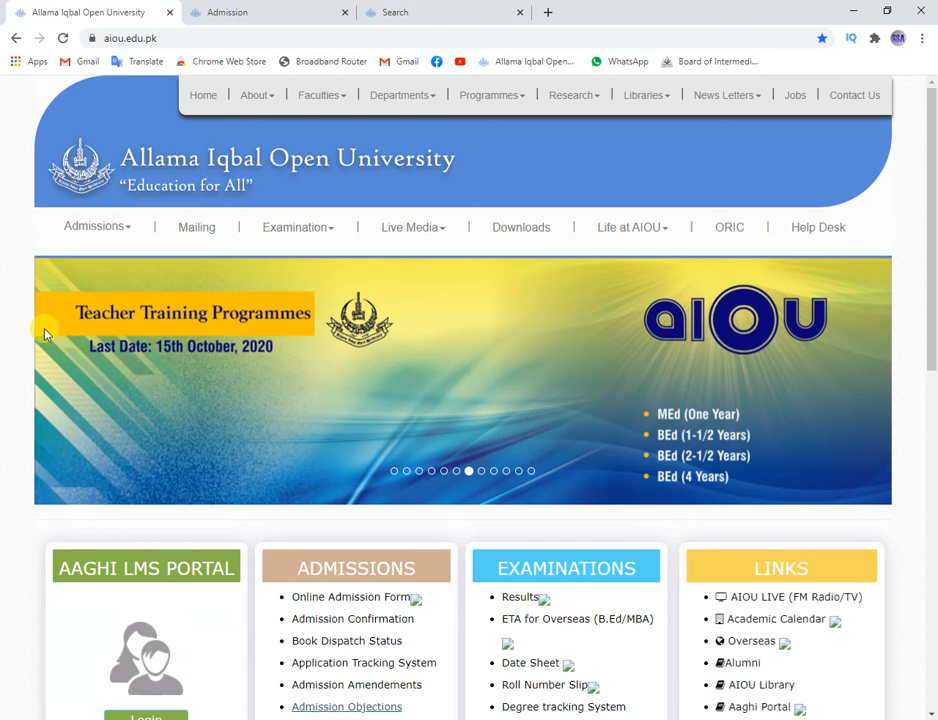 Allama Iqbal Open University
Admission
Search
aiou.edu.pk
IQ
SSA
Apps
Gmail
Translate
Chrome Web Store
Broadband Router
Gmail
Allama Iqbal Open...
WhatsApp
Board of Intermedi...
Home
About
Faculties
Departments
Programmes
Research
Libraries
News Letters
Jobs
Contact Us
Allama Iqbal Open University
“Education for All”
Admissions
Mailing
Examination
Live Media
Downloads
Life at AIOU
ORIC
Help Desk
Teacher Training Programmes
Last Date: 15th October, 2020
aiou
MEd (One Year)
BEd (1-1/2 Years)
BEd (2-1/2 Years)
BEd (4 Years)
AAGHI LMS PORTAL
Login
ADMISSIONS
Online Admission Form
Admission Confirmation
Book Dispatch Status
Application Tracking System
Admission Amendements
Admission Objections
EXAMINATIONS
Results
ETA for Overseas (B.Ed/MBA)
Date Sheet
Roll Number Slip
Degree tracking System
LINKS
AIOU LIVE (FM Radio/TV)
Academic Calendar
Overseas
Alumni
AIOU Library
Aaghi Portal